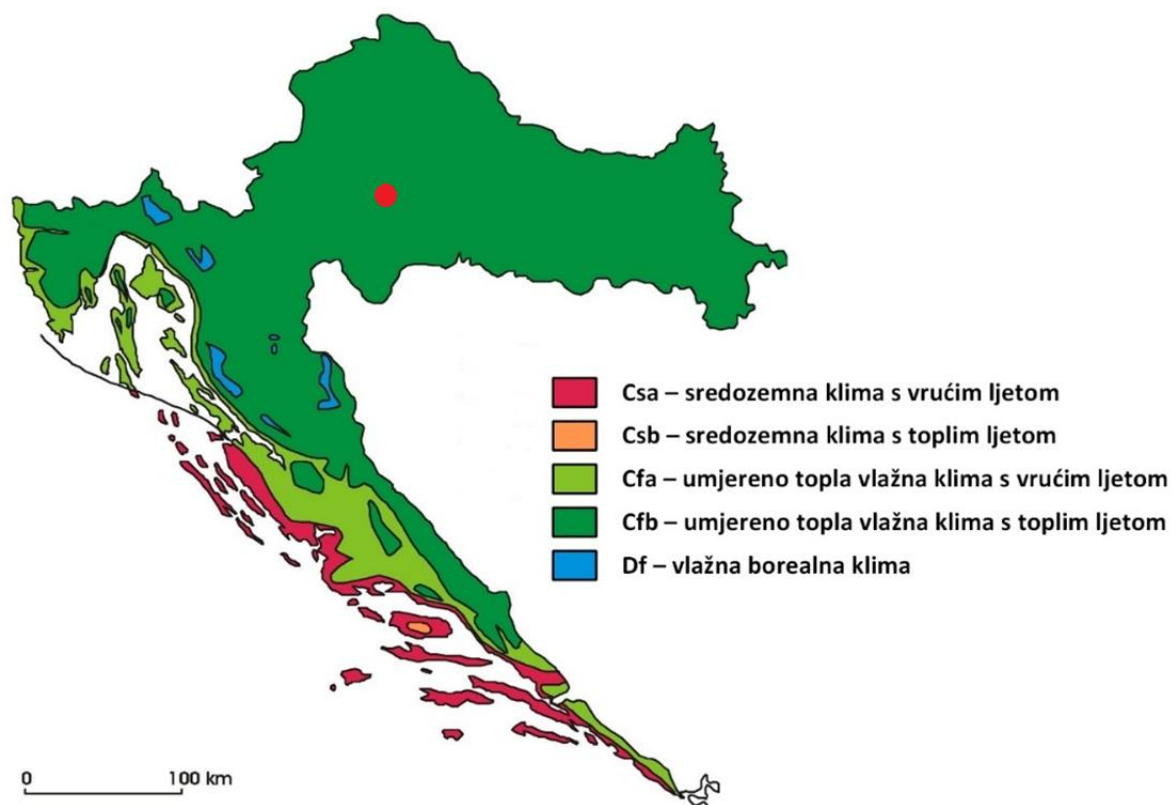 Csa – sredozemna klima s vrućim ljetom
Csb – sredozemna klima s toplim ljetom
Cfa – umjereno topla vlažna klima s vrućim ljetom
Cfb – umjereno topla vlažna klima s toplim ljetom
Df – vlažna borealna klima
0 100 km